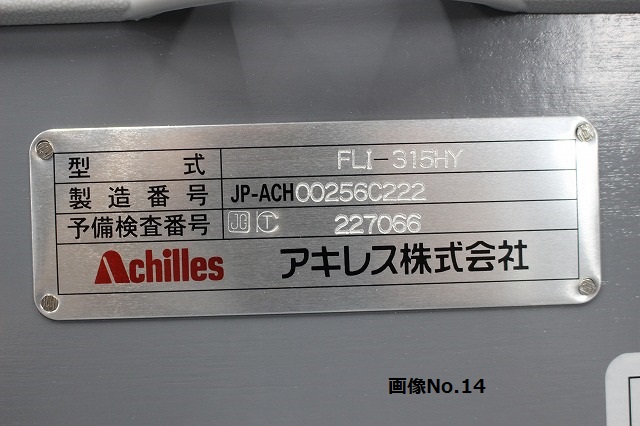 型 式 FLI-315HY
製造番号 JP-ACH00256C222
予備検査番号 JG 227066
Achilles アキレス株式会社
画像No.14